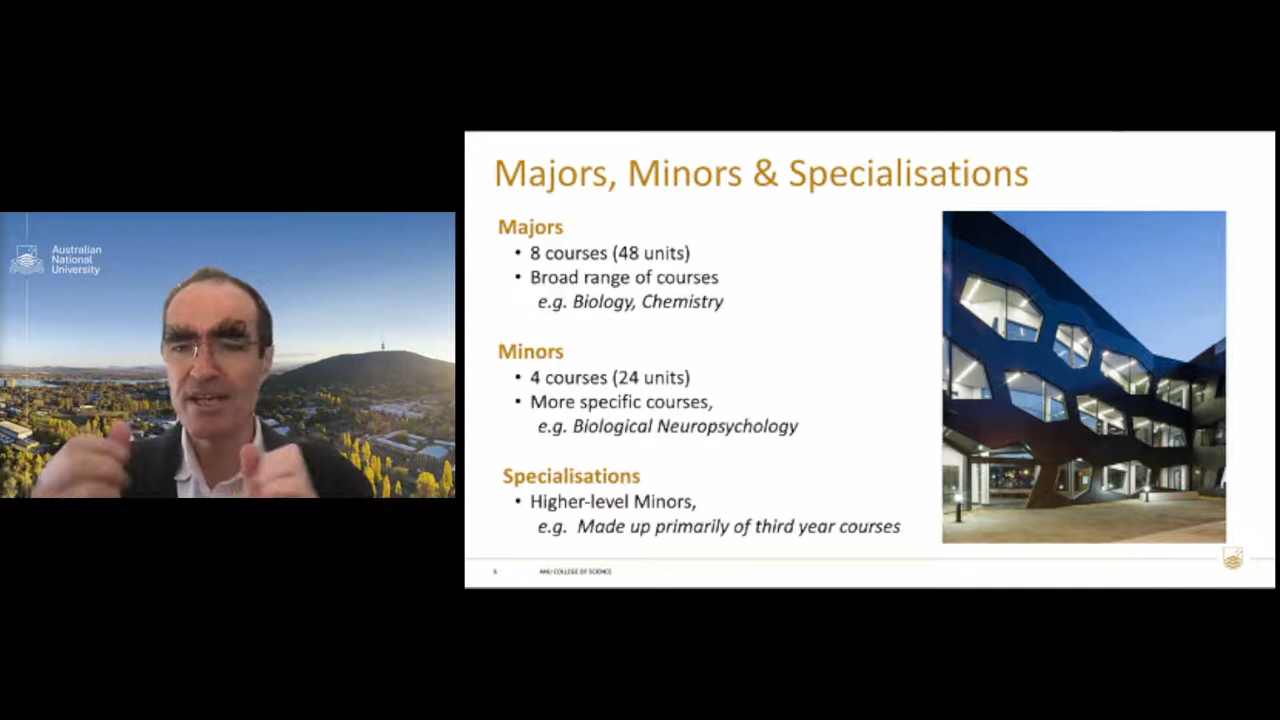 Australian
National
University
Majors, Minors & Specialisations
Majors
• 8 courses (48 units)
• Broad range of courses
e.g. Biology, Chemistry
Minors
• 4 courses (24 units)
• More specific courses,
e.g. Biological Neuropsychology
Specialisations
• Higher-level Minors,
e.g. Made up primarily of third year courses
6
ANU COLLEGE OF SCIENCE